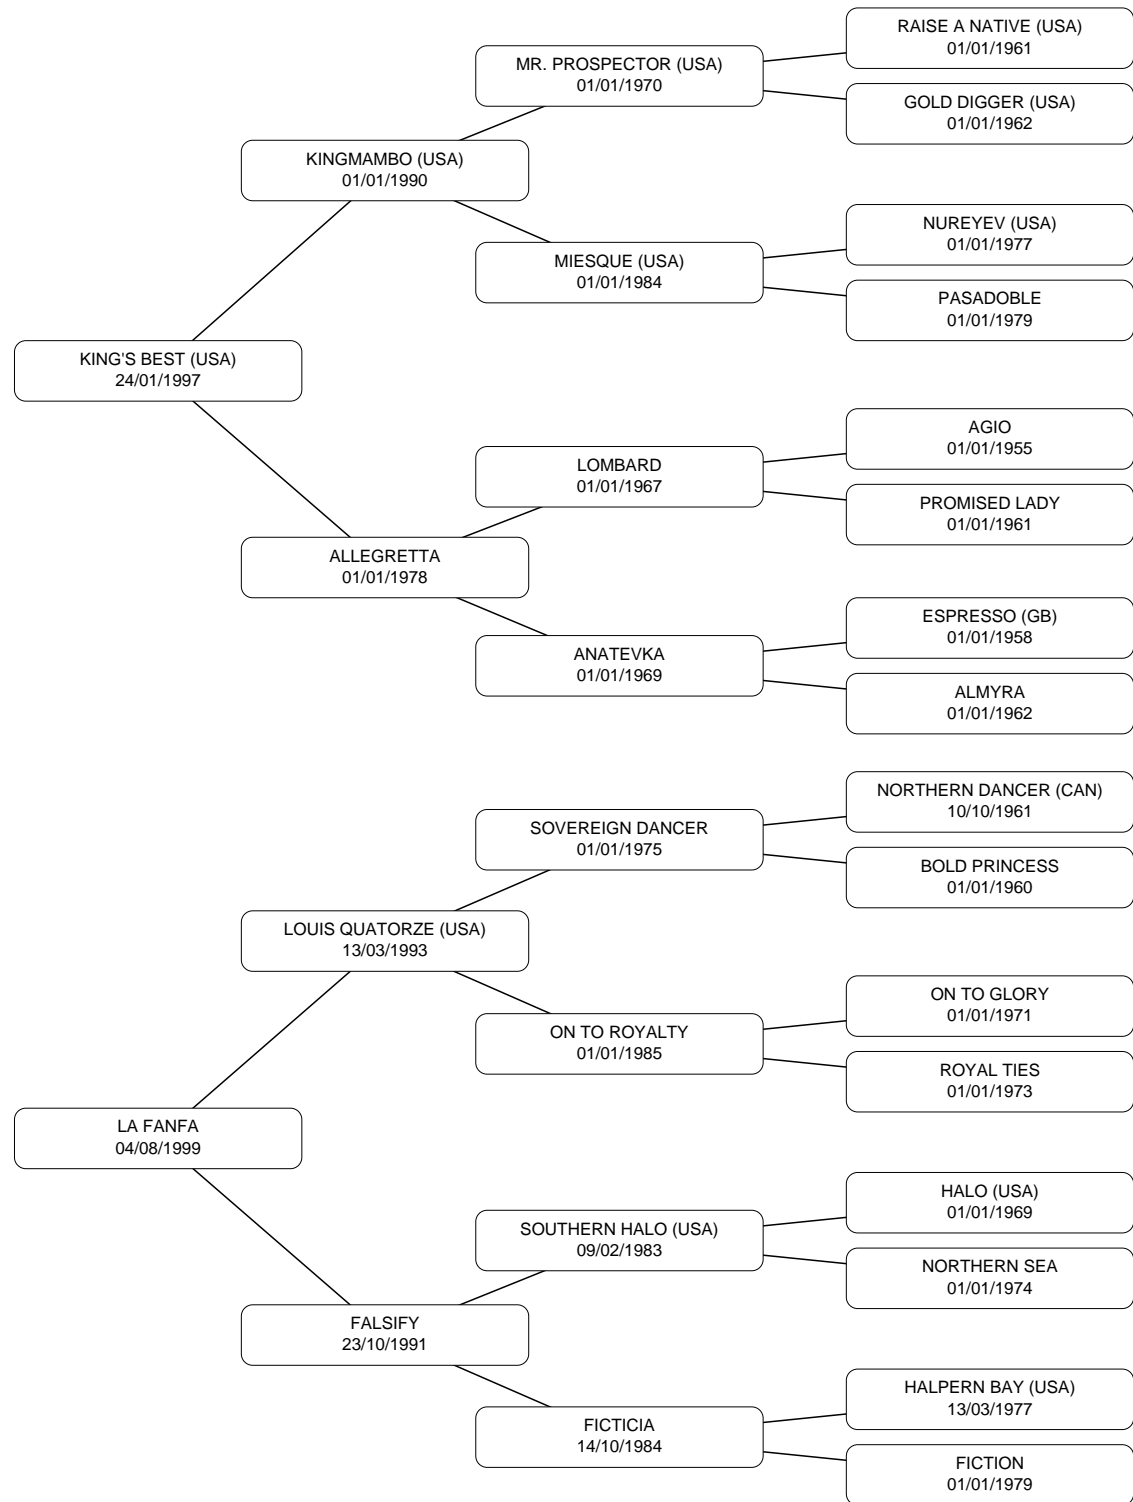 RAISE A NATIVE (USA)
01/01/1961
MR. PROSPECTOR (USA)
01/01/1970
GOLD DIGGER (USA)
01/01/1962
KINGMAMBO (USA)
01/01/1990
NUREYEV (USA)
01/01/1977
MIESQUE (USA)
01/01/1984
PASADOBLE
01/01/1979
KING'S BEST (USA)
24/01/1997
AGIO
01/01/1955
LOMBARD
01/01/1967
PROMISED LADY
01/01/1961
ALLEGRETTA
01/01/1978
ESPRESSO (GB)
01/01/1958
ANATEVKA
01/01/1969
ALMYRA
01/01/1962
NORTHERN DANCER (CAN)
10/10/1961
SOVEREIGN DANCER
01/01/1975
BOLD PRINCESS
01/01/1960
LOUIS QUATORZE (USA)
13/03/1993
ON TO GLORY
01/01/1971
ON TO ROYALTY
01/01/1985
ROYAL TIES
01/01/1973
LA FANFA
04/08/1999
HALO (USA)
01/01/1969
SOUTHERN HALO (USA)
09/02/1983
NORTHERN SEA
01/01/1974
FALSIFY
23/10/1991
HALPERN BAY (USA)
13/03/1977
FICTICIA
14/10/1984
FICTION
01/01/1979